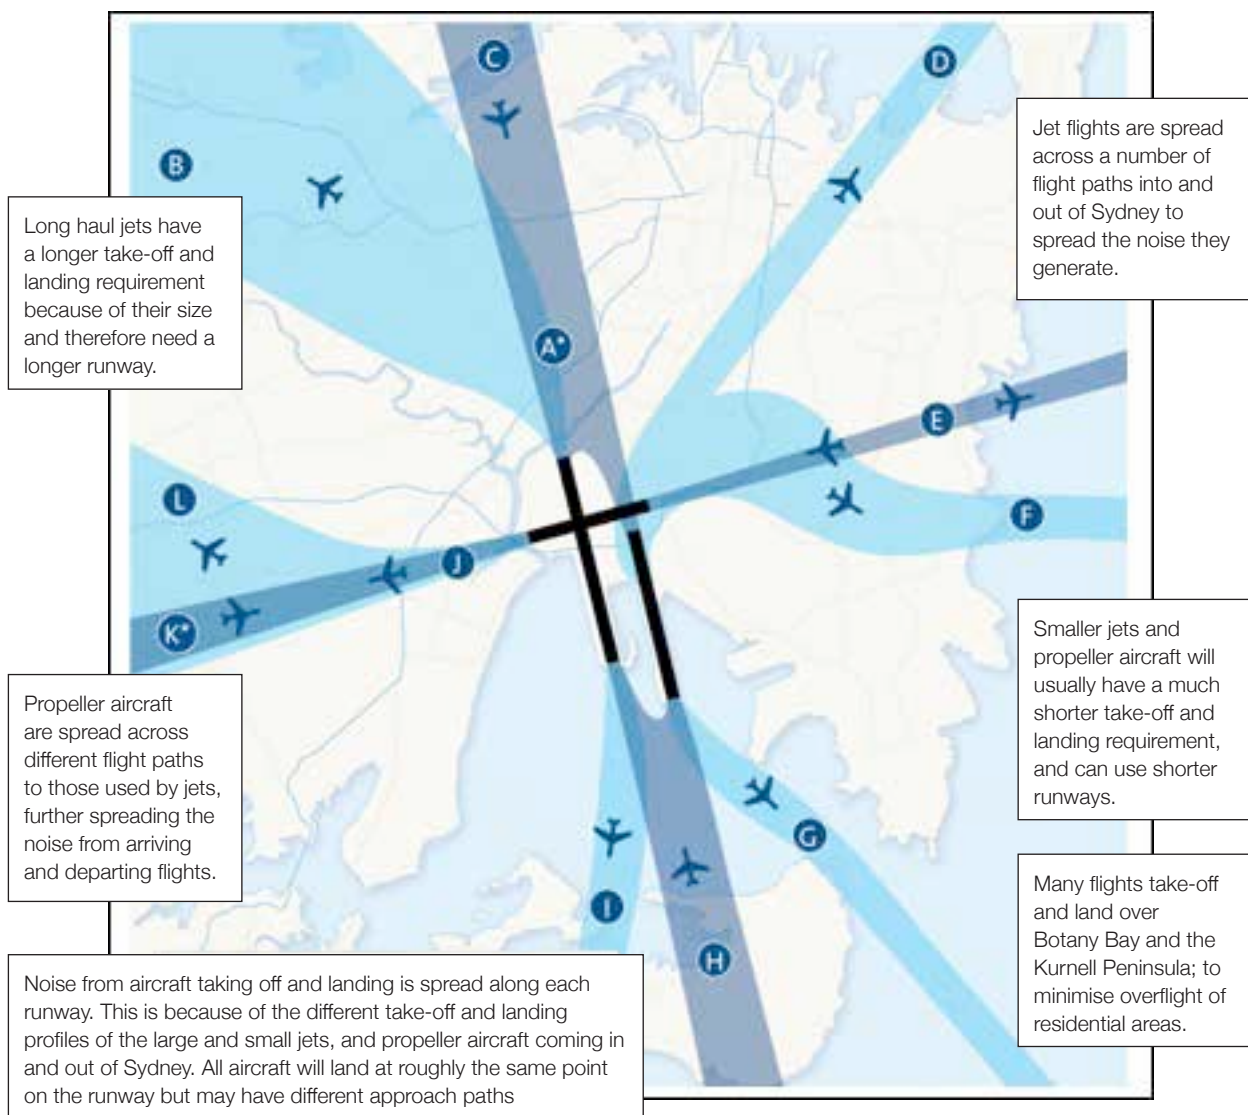 C
D
B
Jet flights are spread
across a number of
flight paths into and
out of Sydney to
spread the noise they
generate.
Long haul jets have
a longer take-off and
landing requirement
because of their size
and therefore need a
longer runway.
A*
E
L
F
J
K*
Smaller jets and
propeller aircraft will
usually have a much
shorter take-off and
landing requirement,
and can use shorter
runways.
Propeller aircraft
are spread across
different flight paths
to those used by jets,
further spreading the
noise from arriving
and departing flights.
G
I
H
Many flights take-off
and land over
Botany Bay and the
Kurnell Peninsula; to
minimise overflight of
residential areas.
Noise from aircraft taking off and landing is spread along each
runway. This is because of the different take-off and landing
profiles of the large and small jets, and propeller aircraft coming in
and out of Sydney. All aircraft will land at roughly the same point
on the runway but may have different approach paths